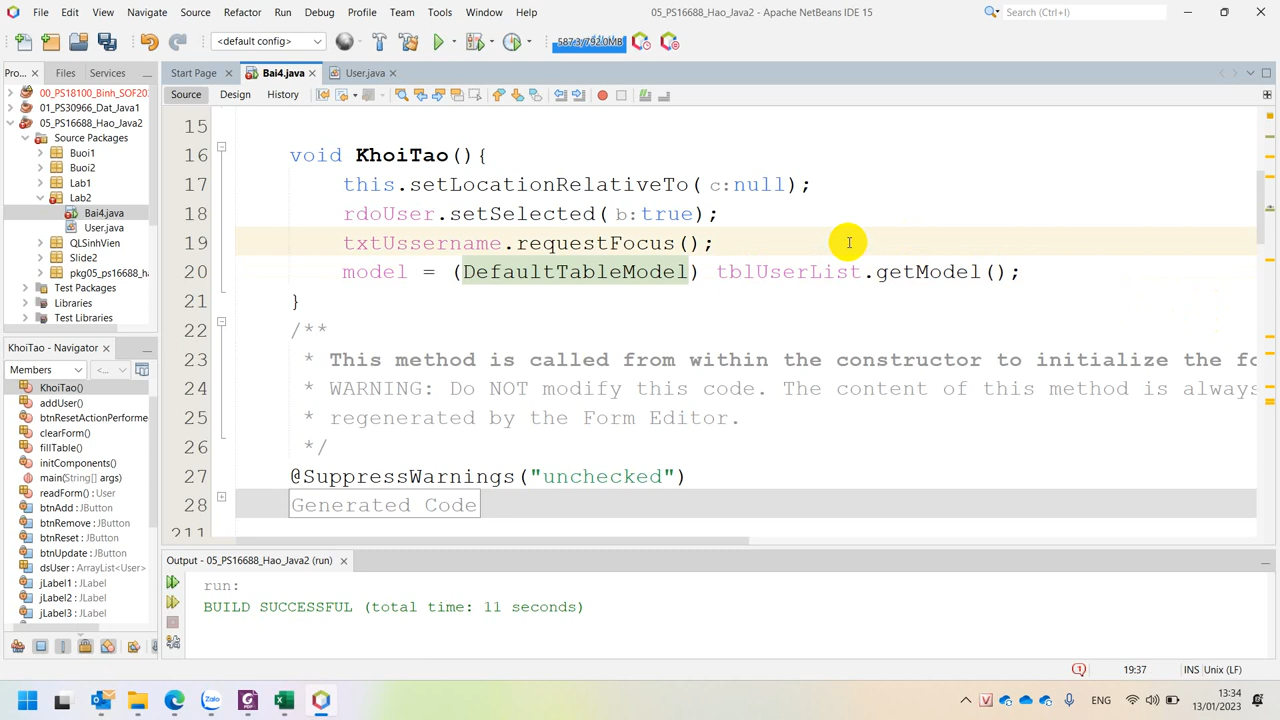 File Edit View Navigate Source Refactor Run Debug Profile Team Tools Window Help
05_PS16688_Hao_Java2 - Apache NetBeans IDE 15
Search (Ctrl+I)
<default config>
587.3/792.0MB
Pro... Files Services
Start Page Bai4.java User.java
Source Design History
00_PS18100_Binh_SOF20
01_PS30966_Dat_Java1
05_PS16688_Hao_Java2
Source Packages
Buoi1
Buoi2
Lab1
Lab2
Bai4.java
User.java
QLSinhVien
Slide2
pkg05_ps16688_ha
Test Packages
Libraries
Test Libraries
15
16 void KhoiTao(){
17 this.setLocationRelativeTo(c:null);
18 rdoUser.setSelected(b:true);
19 txtUssername.requestFocus();
20 model = (DefaultTableModel) tblUserList.getModel();
21 }
22 /**
23 * This method is called from within the constructor to initialize the fo
24 * WARNING: Do NOT modify this code. The content of this method is always
25 * regenerated by the Form Editor.
26 */
27 @SuppressWarnings("unchecked")
28 Generated Code
211
KhoiTao - Navigator
Members <...
KhoiTao()
addUser()
btnResetActionPerforme
clearForm()
fillTable()
initComponents()
main(String[] args)
readForm() : User
btnAdd : JButton
btnRemove : JButton
btnReset : JButton
btnUpdate : JButton
dsUser : ArrayList<User>
jLabel1 : JLabel
jLabel2 : JLabel
jLabel3 : JLabel
Output - 05_PS16688_Hao_Java2 (run)
run:
BUILD SUCCESSFUL (total time: 11 seconds)
1 19:37 INS Unix (LF)
Zalo
ENG
13:34
13/01/2023